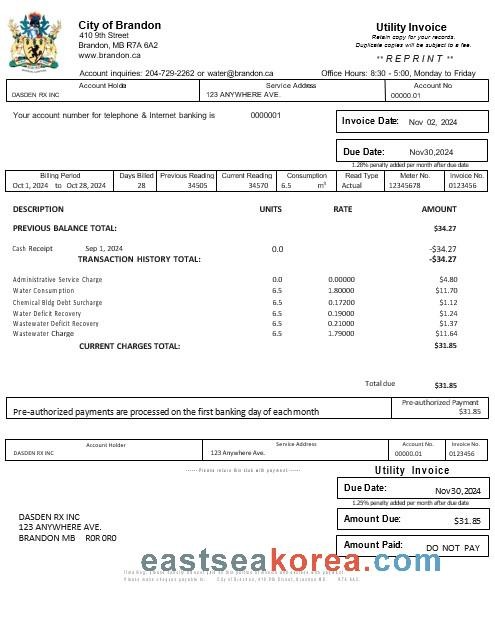 City of Brandon
410 9th Street
Brandon, MB R7A 6A2
www.brandon.ca
Utility Invoice
Retain copy for your records.
Duplicate copies will be subject to a fee.
** REPRINT **
Account inquiries: 204-729-2262 or water@brandon.ca
Office Hours: 8:30 - 5:00, Monday to Friday
Account Holder Service Address Account No
DASDEN RX INC 123 ANYWHERE AVE. 00000.01
Your account number for telephone & Internet banking is 0000001
Invoice Date: Nov 02, 2024
Due Date: Nov30,2024
1.28% penalty added per month after due date
Billing Period Days Billed Previous Reading Current Reading Consumption Read Type Meter No. Invoice No.
Oct 1, 2024 to Oct 28, 2024 28 34505 34570 6.5 m³ Actual 12345678 0123456
DESCRIPTION UNITS RATE AMOUNT
PREVIOUS BALANCE TOTAL: $34.27
Cash Receipt Sep 1, 2024 0.0 -$34.27
TRANSACTION HISTORY TOTAL: -$34.27
Administrative Service Charge 0.0 0.00000 $4.80
Water Consumption 6.5 1.80000 $11.70
Chemical Bldg Debt Surcharge 6.5 0.17200 $1.12
Water Deficit Recovery 6.5 0.19000 $1.24
Wastewater Deficit Recovery 6.5 0.21000 $1.37
Wastewater Charge 6.5 1.79000 $11.64
CURRENT CHARGES TOTAL: $31.85
Total due $31.85
Pre-authorized payments are processed on the first banking day of each month
Pre-authorized Payment
$31.85
Account Holder Service Address Account No. Invoice No.
DASDEN RX INC 123 Anywhere Ave. 00000.01 0123456
------Please return this stub with payment------
Utility Invoice
Due Date: Nov30,2024
1.25% penalty added per month after due date
Amount Due: $31.85
Amount Paid: DO NOT PAY
DASDEN RX INC
123 ANYWHERE AVE.
BRANDON MB R0R 0R0
eastseakorea.com
Please make cheques payable to: City of Brandon, 410 9th Street, Brandon MB R7A 6A2